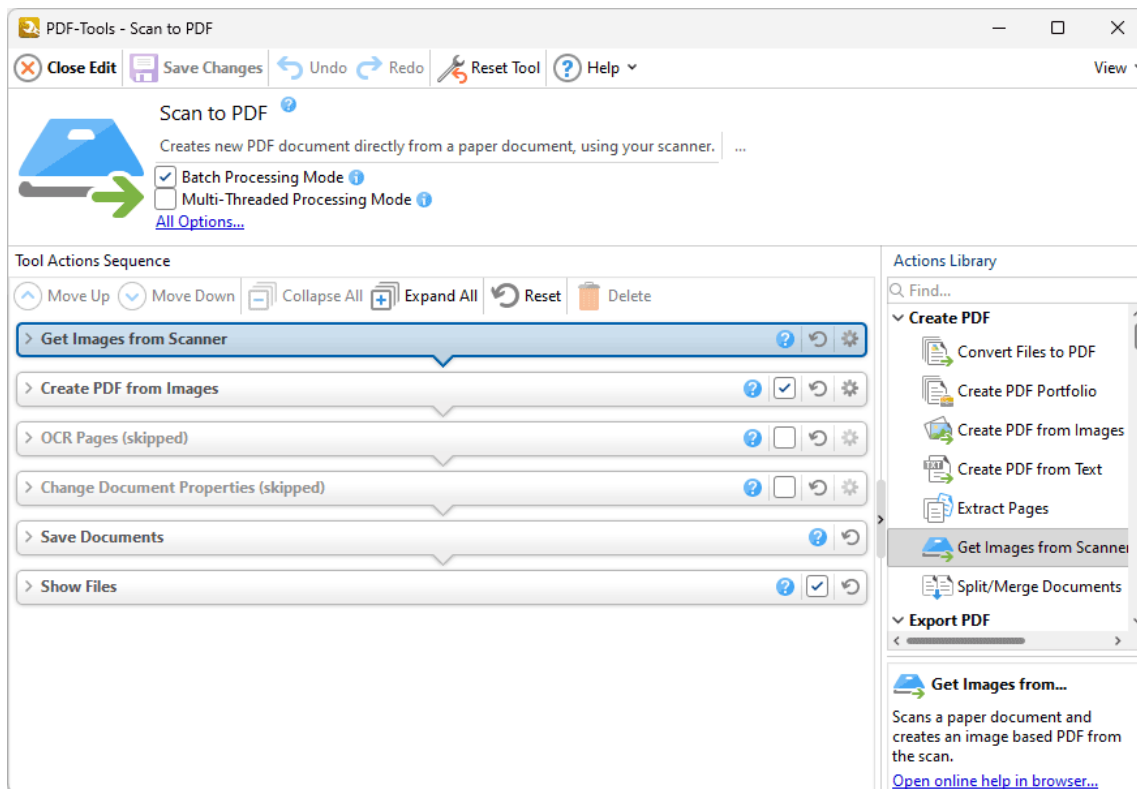 PDF-Tools - Scan to PDF
Close Edit Save Changes Undo Redo Reset Tool ? Help View
Scan to PDF ?
Creates new PDF document directly from a paper document, using your scanner. ...
Batch Processing Mode i
Multi-Threaded Processing Mode i
All Options...
Tool Actions Sequence
Move Up Move Down Collapse All Expand All Reset Delete
Get Images from Scanner ?
Create PDF from Images ?
OCR Pages (skipped) ?
Change Document Properties (skipped) ?
Save Documents ?
Show Files ?
Actions Library
Find...
Create PDF
Convert Files to PDF
Create PDF Portfolio
Create PDF from Images
TXT Create PDF from Text
Extract Pages
Get Images from Scanner
Split/Merge Documents
Export PDF
Get Images from...
Scans a paper document and
creates an image based PDF from
the scan.
Open online help in browser...